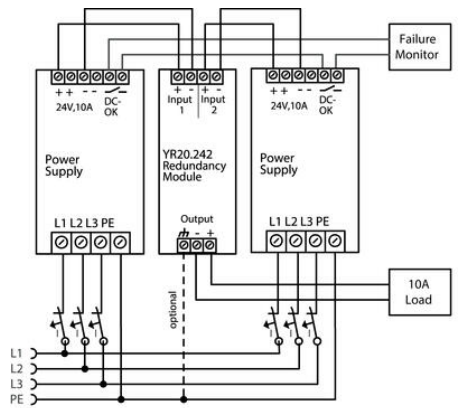 Failure
Monitor
+ + - -
24V,10A
DC-
OK
Power
Supply
L1 L2 L3 PE
+ - + -
Input
1
Input
2
YR20.242
Redundancy
Module
Output
- +
+ + - -
24V,10A
DC-
OK
Power
Supply
L1 L2 L3 PE
optional
10A
Load
L1
L2
L3
PE